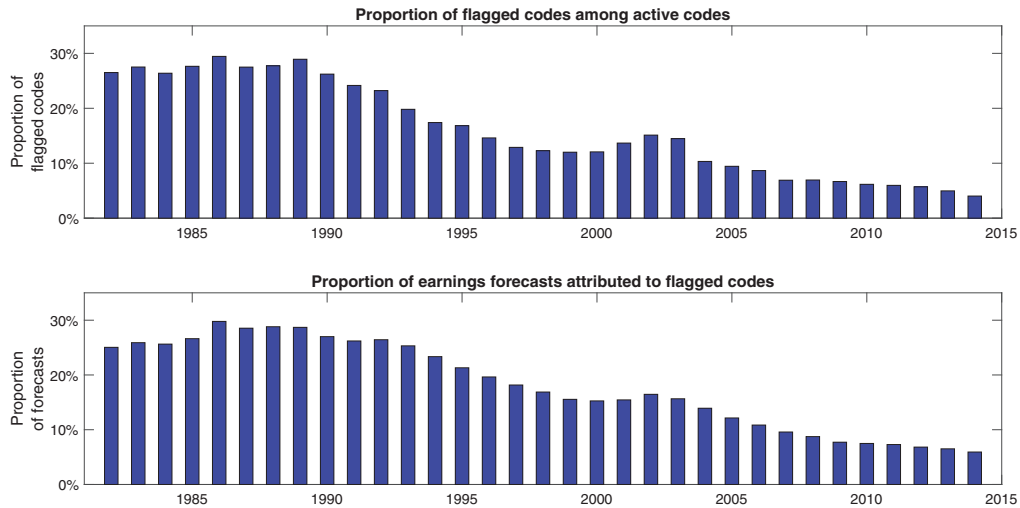 Proportion of flagged codes among active codes
Proportion of
flagged codes
30%
20%
10%
0%
1985 1990 1995 2000 2005 2010 2015
Proportion of earnings forecasts attributed to flagged codes
Proportion
of forecasts
30%
20%
10%
0%
1985 1990 1995 2000 2005 2010 2015